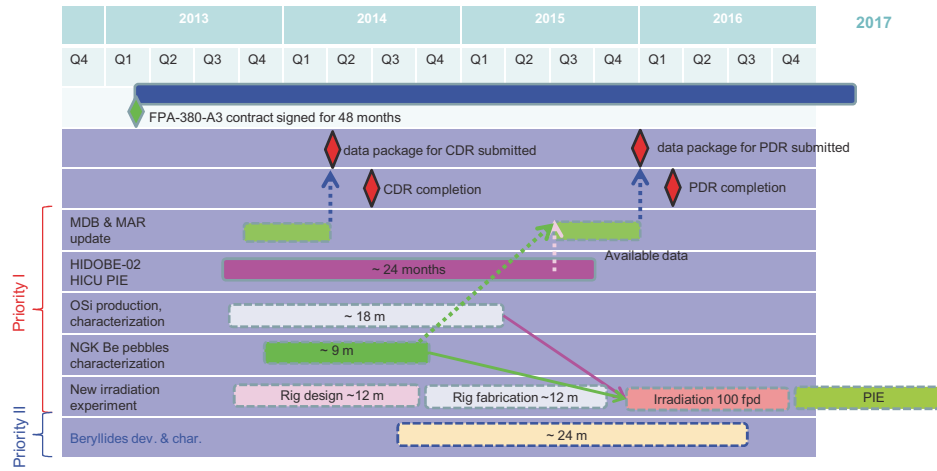 2013 2014 2015 2016 2017
Q4 Q1 Q2 Q3 Q4 Q1 Q2 Q3 Q4 Q1 Q2 Q3 Q4 Q1 Q2 Q3 Q4
FPA-380-A3 contract signed for 48 months
data package for CDR submitted
data package for PDR submitted
CDR completion
PDR completion
MDB & MAR
update
Available data
HIDOBE-02
HICU PIE
~ 24 months
OSi production,
characterization
~ 18 m
NGK Be pebbles
characterization
~ 9 m
New irradiation
experiment
Rig design ~12 m
Rig fabrication ~12 m
Irradiation 100 fpd
PIE
Beryllides dev. & char.
~ 24 m
Priority I
Priority II